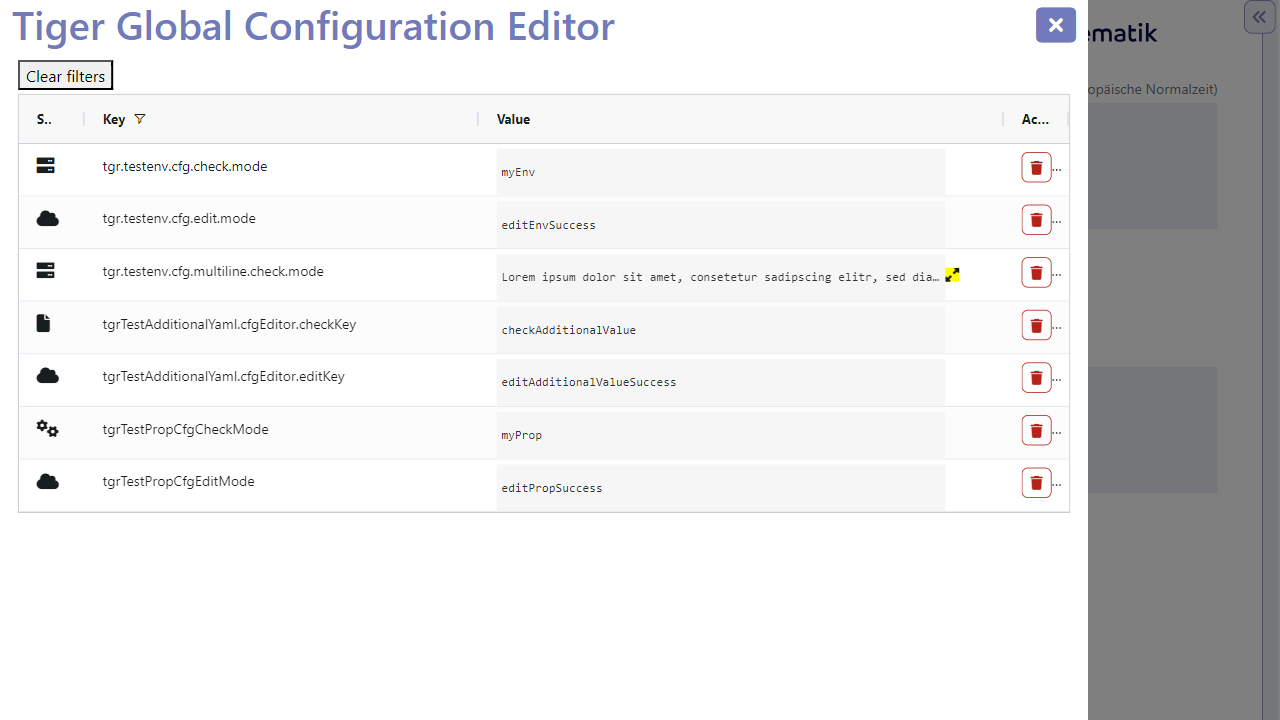 Tiger Global Configuration Editor
ematik
Clear filters
opäische Normalzeit)
S.. Key Value Ac...
tgr.testenv.cfg.check.mode myEnv ...
tgr.testenv.cfg.edit.mode editEnvSuccess ...
tgr.testenv.cfg.multiline.check.mode Lorem ipsum dolor sit amet, consetetur sadipscing elitr, sed dia… ...
tgrTestAdditionalYaml.cfgEditor.checkKey checkAdditionalValue ...
tgrTestAdditionalYaml.cfgEditor.editKey editAdditionalValueSuccess ...
tgrTestPropCfgCheckMode myProp ...
tgrTestPropCfgEditMode editPropSuccess ...